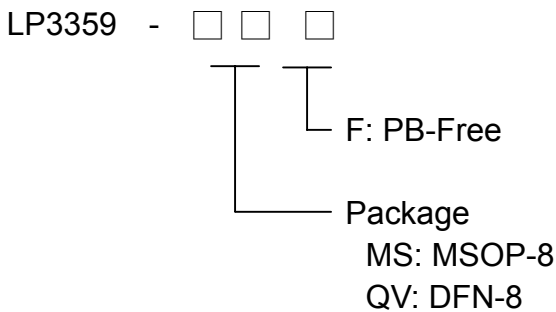 LP3359 - □ □ □
F: PB-Free
Package
MS: MSOP-8
QV: DFN-8